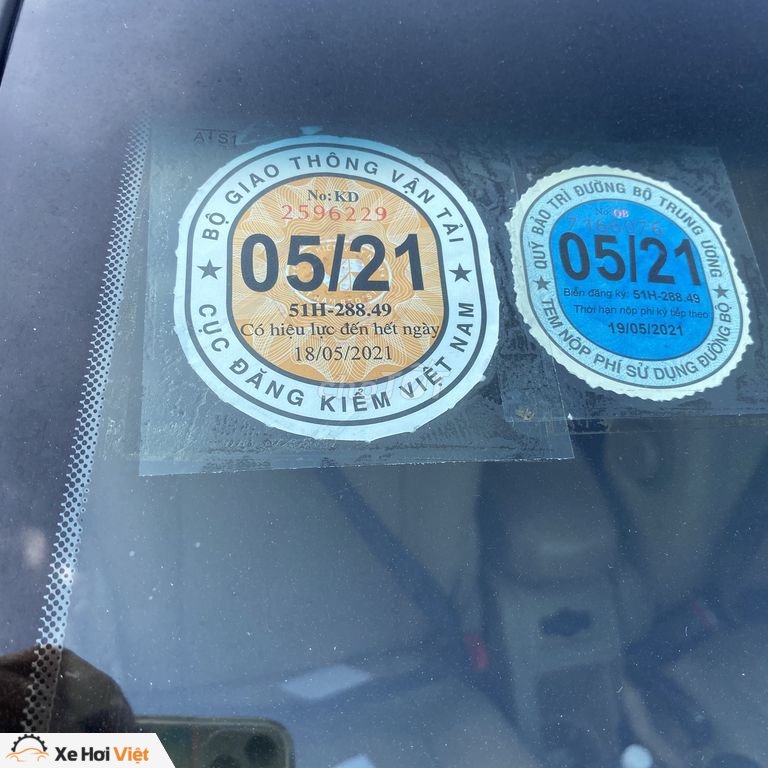 BỘ GIAO THÔNG VẬN TẢI
No: KD
2596229
05/21
51H-288.49
Có hiệu lực đến hết ngày
18/05/2021
CỤC ĐĂNG KIỂM VIỆT NAM
QUỸ BẢO TRÌ ĐƯỜNG BỘ TRUNG ƯƠNG
No: QB
05/21
Biển đăng ký: 51H-288.49
Thời hạn nộp phí kỳ tiếp theo
19/05/2021
TEM NỘP PHÍ SỬ DỤNG ĐƯỜNG BỘ
Xe Hơi Việt